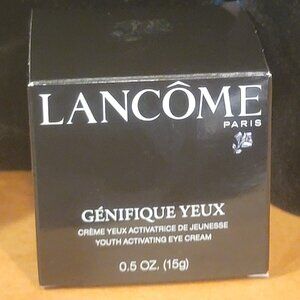 LANCÔME
PARIS
GÉNIFIQUE YEUX
CRÈME YEUX ACTIVATRICE DE JEUNESSE
YOUTH ACTIVATING EYE CREAM
0.5 OZ. (15g)